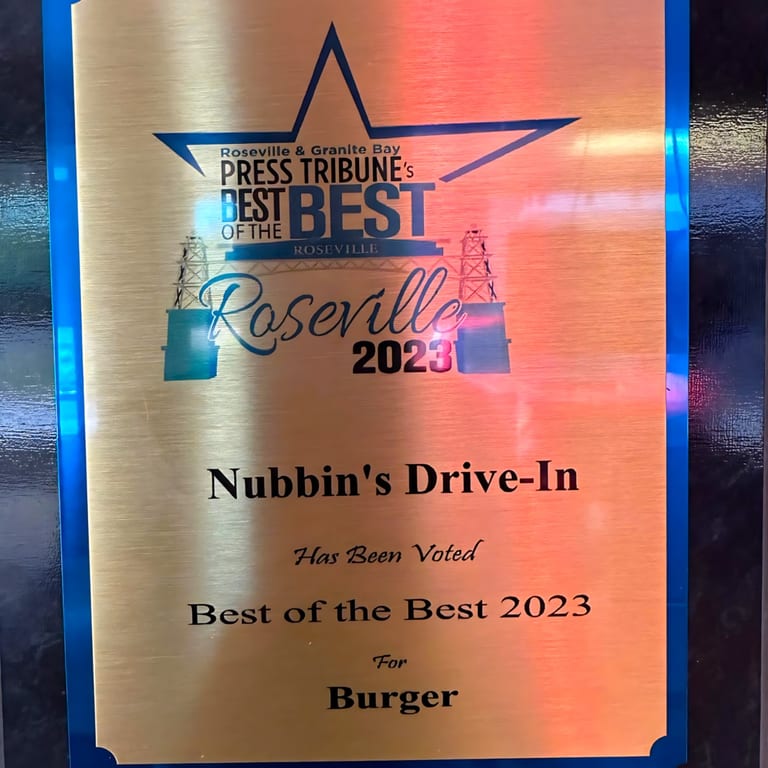 Roseville & Granite Bay
PRESS TRIBUNE's
BEST
OF THE
BEST
ROSEVILLE
Roseville
2023
Nubbin's Drive-In
Has Been Voted
Best of the Best 2023
For
Burger